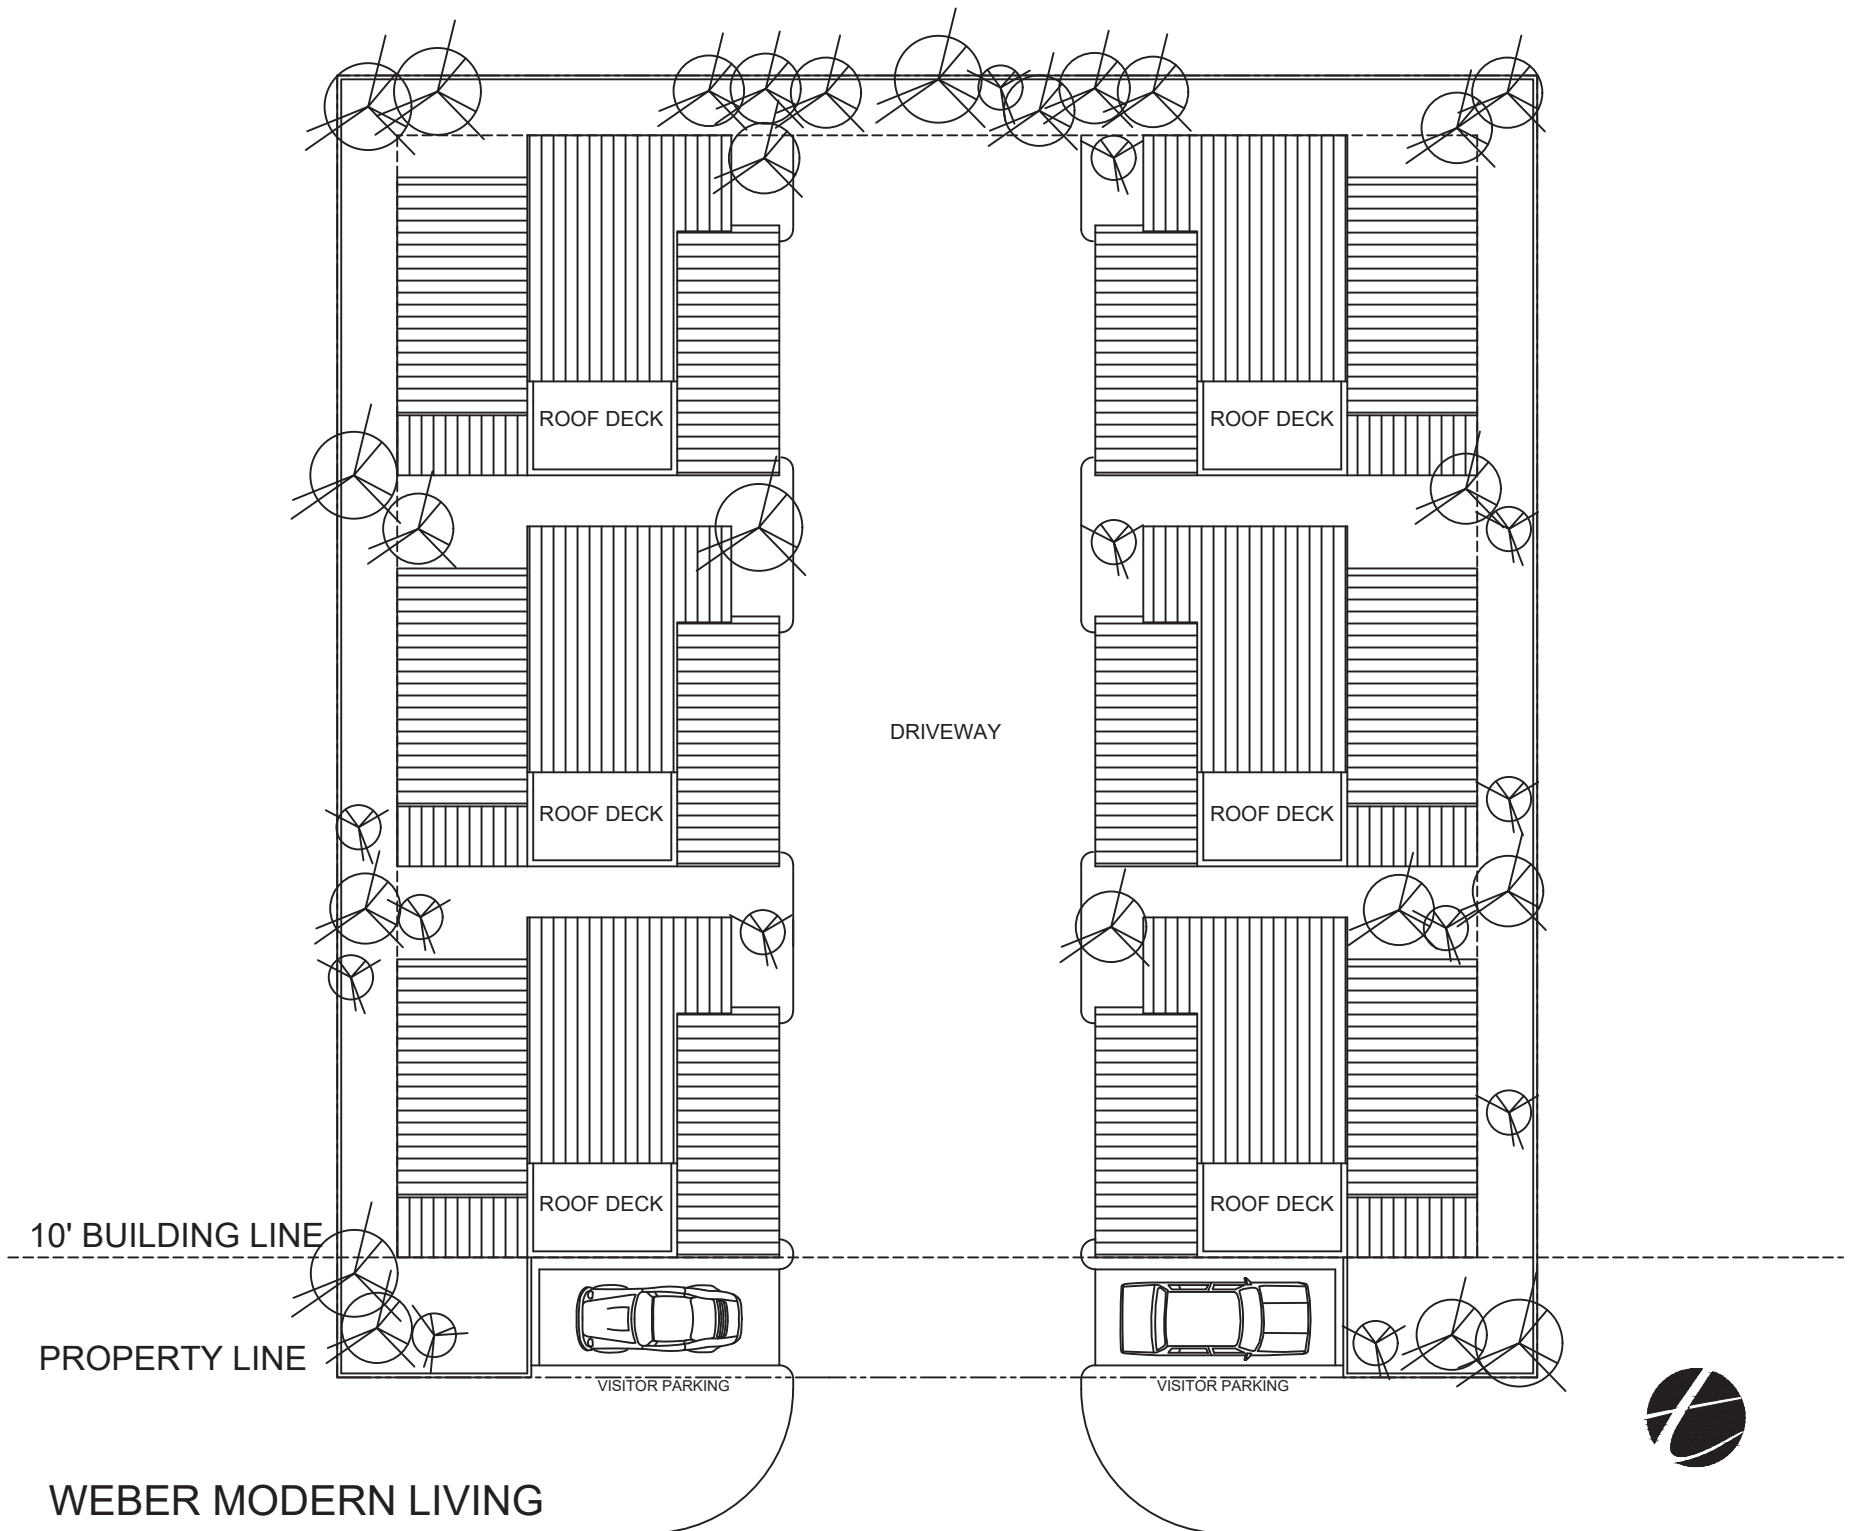 ROOF DECK ROOF DECK
DRIVEWAY
ROOF DECK ROOF DECK
ROOF DECK ROOF DECK
10' BUILDING LINE
PROPERTY LINE
VISITOR PARKING VISITOR PARKING
WEBER MODERN LIVING